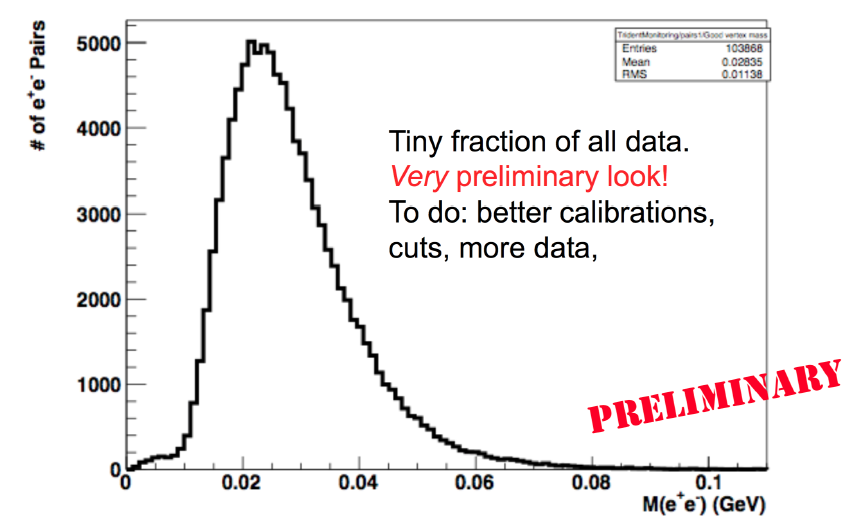 # of e+e- Pairs
5000
4000
3000
2000
1000
0
TridentMonitoring/pairs1/Good vertex mass
Entries 103868
Mean 0.02835
RMS 0.01138
Tiny fraction of all data.
Very preliminary look!
To do: better calibrations,
cuts, more data,
PRELIMINARY
0 0.02 0.04 0.06 0.08 0.1
M(e+e-) (GeV)